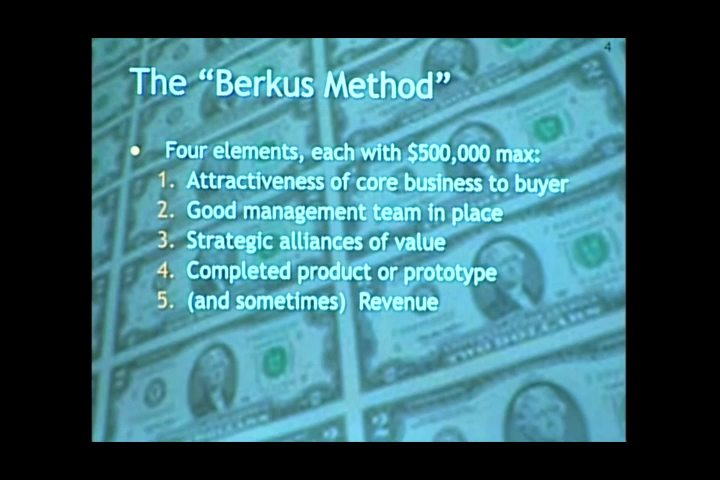 4
The “Berkus Method”
• Four elements, each with $500,000 max:
1. Attractiveness of core business to buyer
2. Good management team in place
3. Strategic alliances of value
4. Completed product or prototype
5. (and sometimes) Revenue